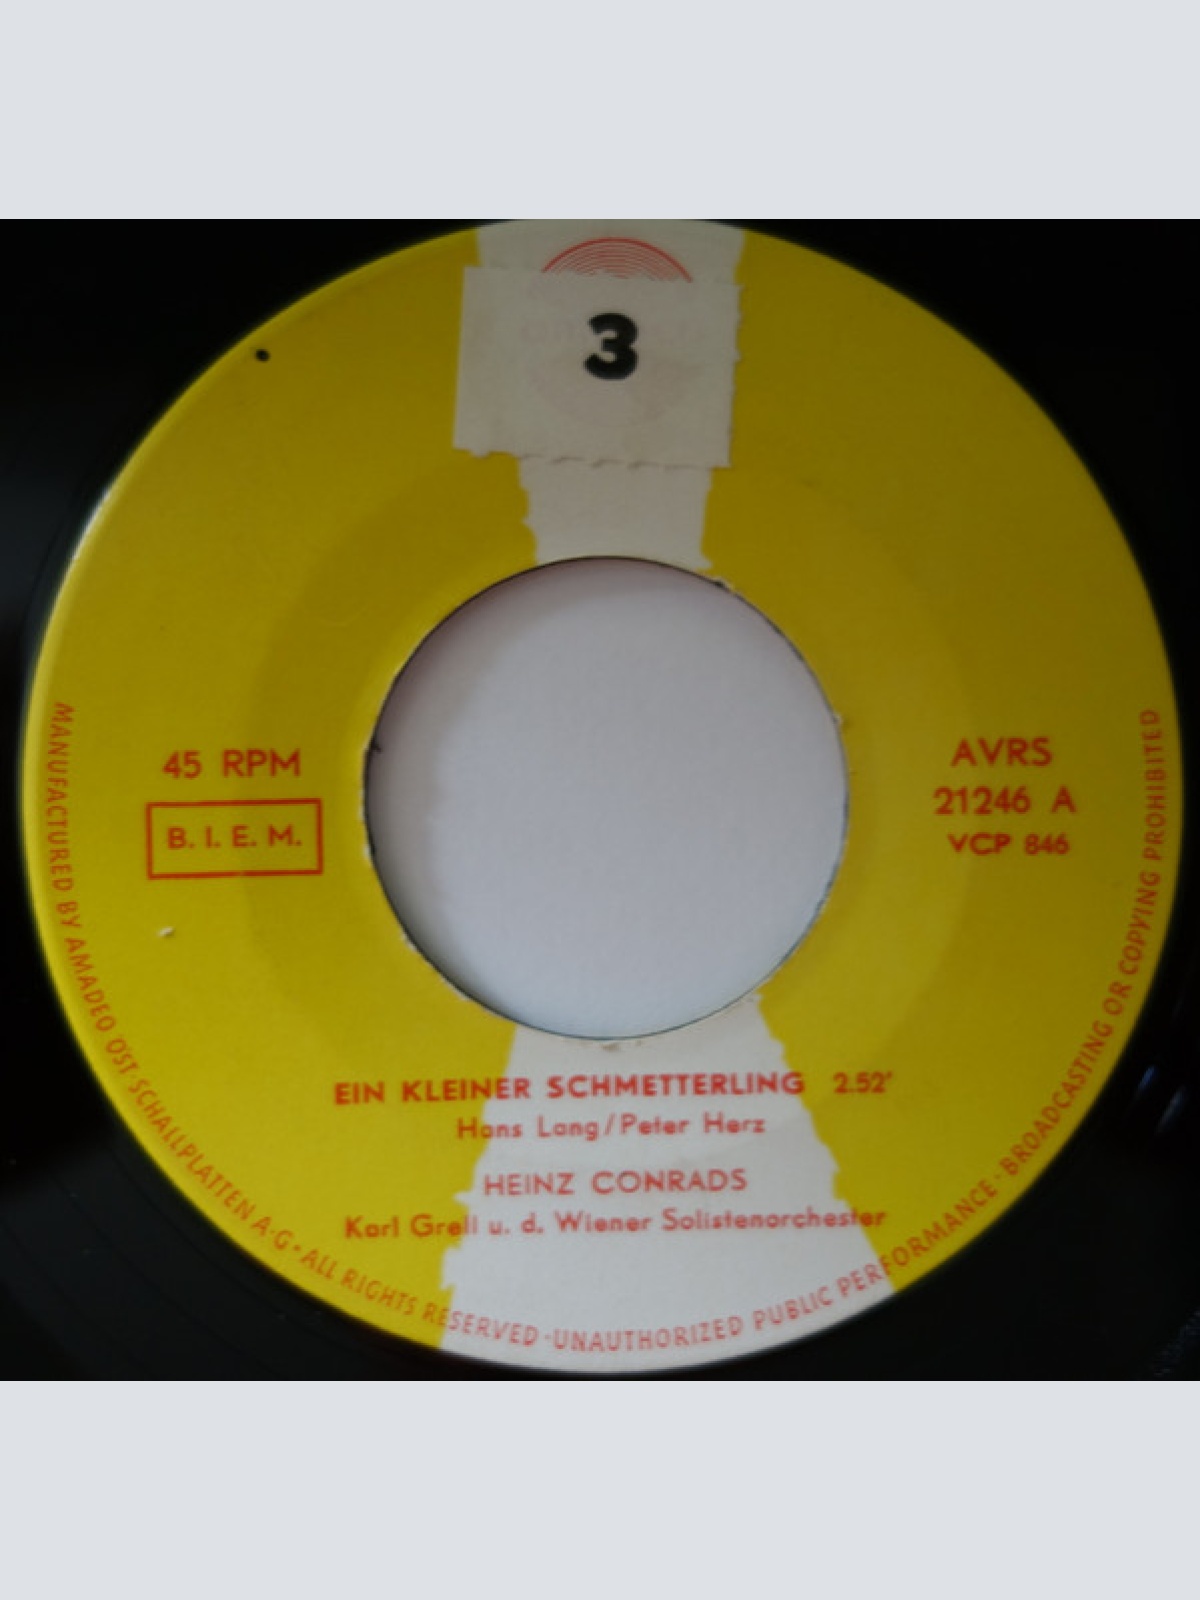 3
45 RPM
B. I. E. M.
AVRS
21246 A
VCP 846
EIN KLEINER SCHMETTERLING 2.52'
Hans Lang/Peter Herz
HEINZ CONRADS
Karl Grell u. d. Wiener Solistenorchester
MANUFACTURED BY AMADEO ÖST. SCHALLPLATTEN A·G · ALL RIGHTS RESERVED · UNAUTHORIZED PUBLIC PERFORMANCE · BROADCASTING OR COPYING PROHIBITED